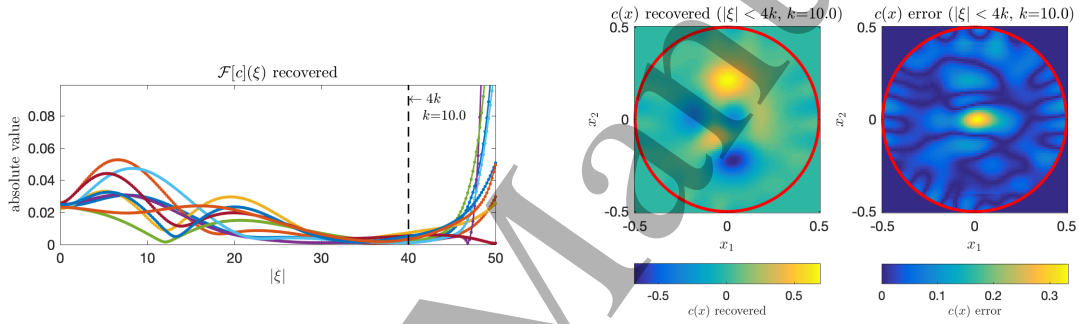 F[c](ξ) recovered
absolute value
0.08
0.06
0.04
0.02
0
← 4k
k=10.0
0 10 20 30 40 50
|ξ|
c(x) recovered (|ξ| < 4k, k=10.0)
x₂
0.5
0
-0.5
-0.5 0 0.5
x₁
-0.5 0 0.5
c(x) recovered
c(x) error (|ξ| < 4k, k=10.0)
x₂
0.5
0
-0.5
-0.5 0 0.5
x₁
0 0.1 0.2 0.3
c(x) error